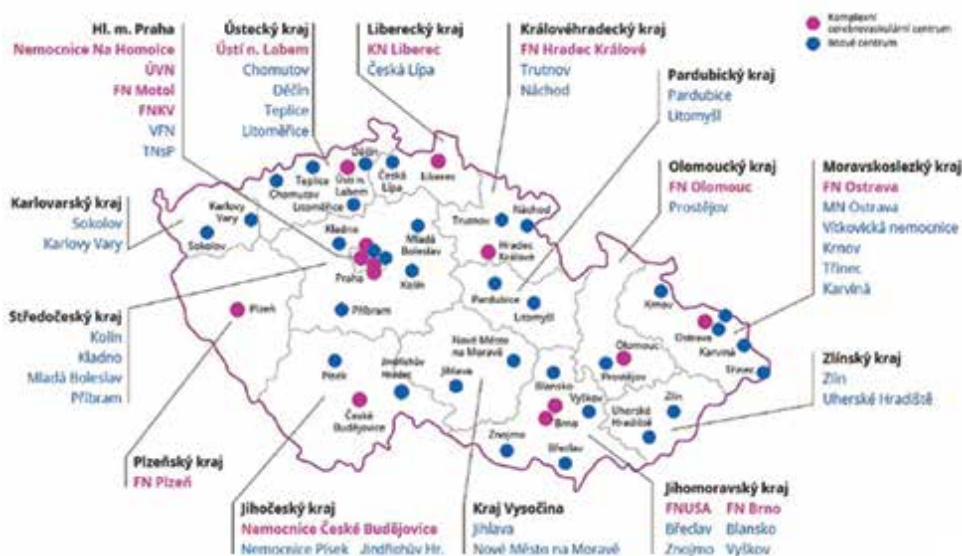 Komplexní
cerebrovaskulární centrum
Iktové centrum
Hl. m. Praha
Nemocnice Na Homolce
ÚVN
FN Motol
FNKV
VFN
TNsP
Ústecký kraj
Ústí n. Labem
Chomutov
Děčín
Teplice
Litoměřice
Liberecký kraj
KN Liberec
Česká Lípa
Královéhradecký kraj
FN Hradec Králové
Trutnov
Náchod
Pardubický kraj
Pardubice
Litomyšl
Olomoucký kraj
FN Olomouc
Prostějov
Moravskoslezký kraj
FN Ostrava
MN Ostrava
Vítkovická nemocnice
Krnov
Třinec
Karviná
Karlovarský kraj
Sokolov
Karlovy Vary
Středočeský kraj
Kolín
Kladno
Mladá Boleslav
Příbram
Zlínský kraj
Zlín
Uherské Hradiště
Plzeňský kraj
FN Plzeň
Jihočeský kraj
Nemocnice České Budějovice
Nemocnice Písek Jindřichův Hr.
Kraj Vysočina
Jihlava
Nové Město na Moravě
Jihomoravský kraj
FNUSA FN Brno
Břeclav Blansko
Znojmo Vyškov
Děčín
Teplice
Ústí n.
Labem
Česká
Lípa
Liberec
Chomutov
Litoměřice
Karlovy
Vary
Sokolov
Kladno
Mladá
Boleslav
Trutnov
Náchod
Hradec
Králové
Praha
Kolín
Pardubice
Litomyšl
Plzeň
Příbram
Krnov
Ostrava
Karviná
Třinec
Nové Město
na Moravě
Olomouc
Prostějov
Písek
Jindřichův
Hradec
Jihlava
Blansko
Vyškov
Zlín
Uherské
Hradiště
České
Budějovice
Brna
Znojmo
Břeclav